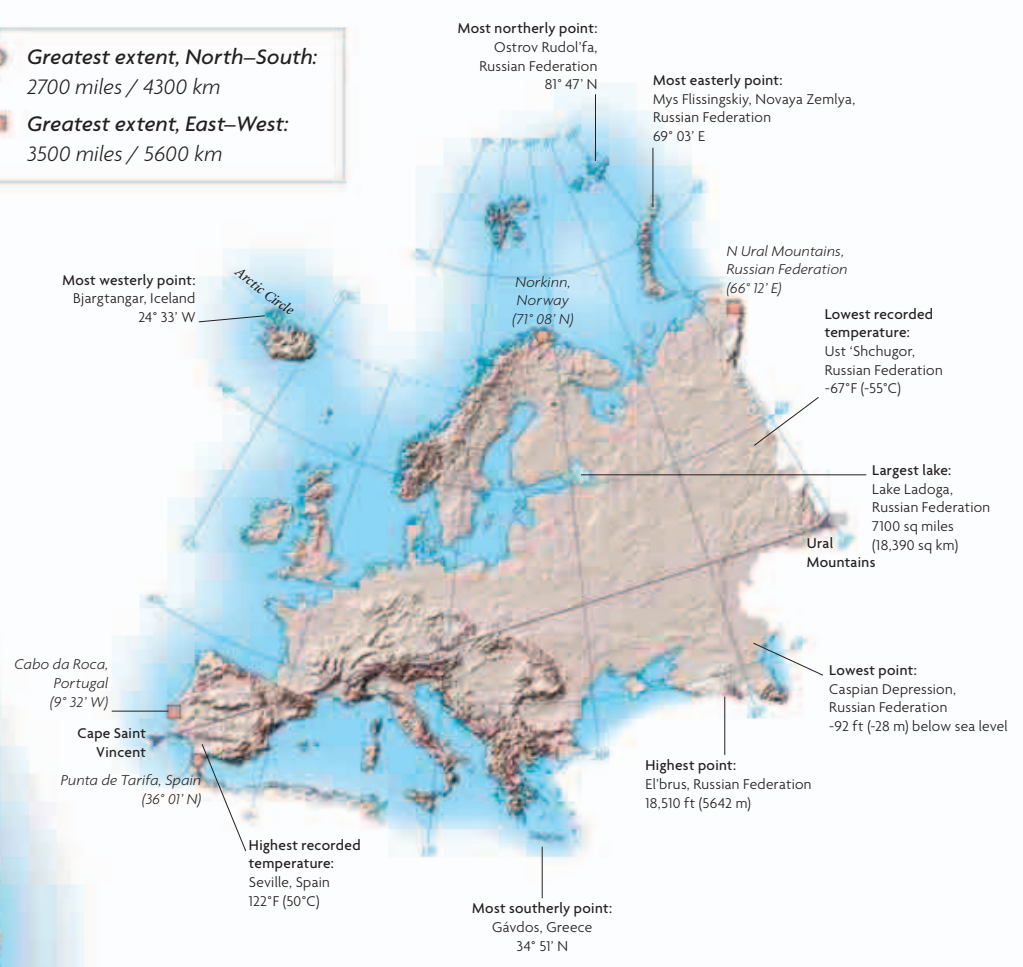 Greatest extent, North–South:
2700 miles / 4300 km
Greatest extent, East–West:
3500 miles / 5600 km
Most northerly point:
Ostrov Rudol’fa,
Russian Federation
81° 47’ N
Most easterly point:
Mys Flissingskiy, Novaya Zemlya,
Russian Federation
69° 03’ E
Most westerly point:
Bjargtangar, Iceland
24° 33’ W
Arctic Circle
Norkinn,
Norway
(71° 08’ N)
N Ural Mountains,
Russian Federation
(66° 12’ E)
Lowest recorded
temperature:
Ust ‘Shchugor,
Russian Federation
-67°F (-55°C)
Largest lake:
Lake Ladoga,
Russian Federation
7100 sq miles
(18,390 sq km)
Ural
Mountains
Cabo da Roca,
Portugal
(9° 32’ W)
Cape Saint
Vincent
Punta de Tarifa, Spain
(36° 01’ N)
Lowest point:
Caspian Depression,
Russian Federation
-92 ft (-28 m) below sea level
Highest point:
El’brus, Russian Federation
18,510 ft (5642 m)
Highest recorded
temperature:
Seville, Spain
122°F (50°C)
Most southerly point:
Gávdos, Greece
34° 51’ N